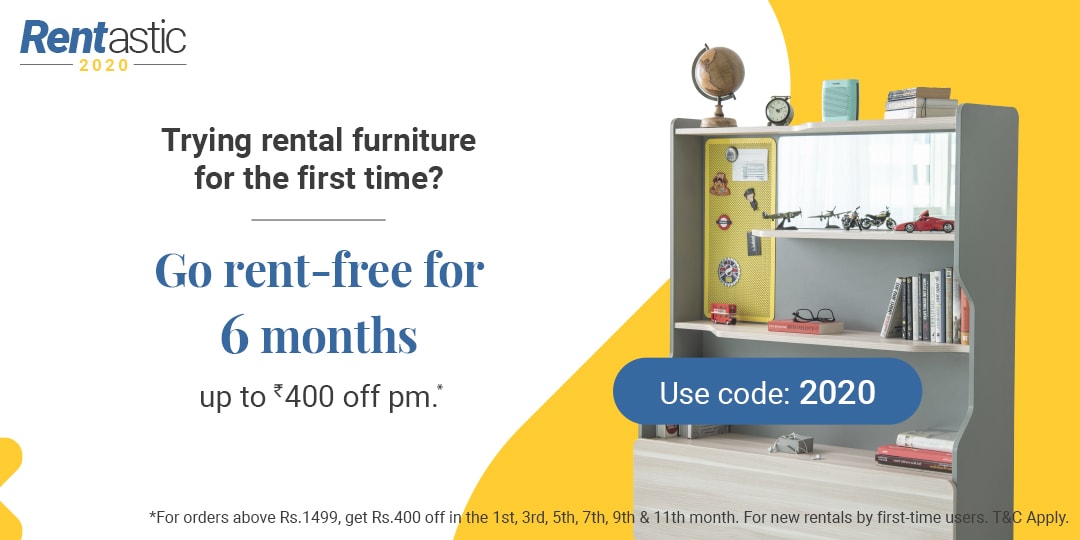 Rentastic
2020
Trying rental furniture
for the first time?
Go rent-free for
6 months
up to ₹400 off pm.*
Use code: 2020
*For orders above Rs.1499, get Rs.400 off in the 1st, 3rd, 5th, 7th, 9th & 11th month. For new rentals by first-time users. T&C Apply.